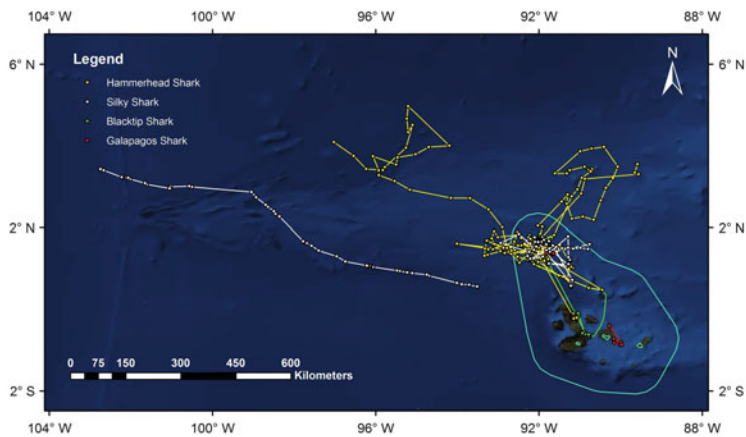 104° W 100° W 96° W 92° W 88° W
6° N 6° N
Legend
Hammerhead Shark
Silky Shark
Blacktip Shark
Galapagos Shark
N
2° N 2° N
0 75 150 300 450 600
Kilometers
2° S 2° S
104° W 100° W 96° W 92° W 88° W